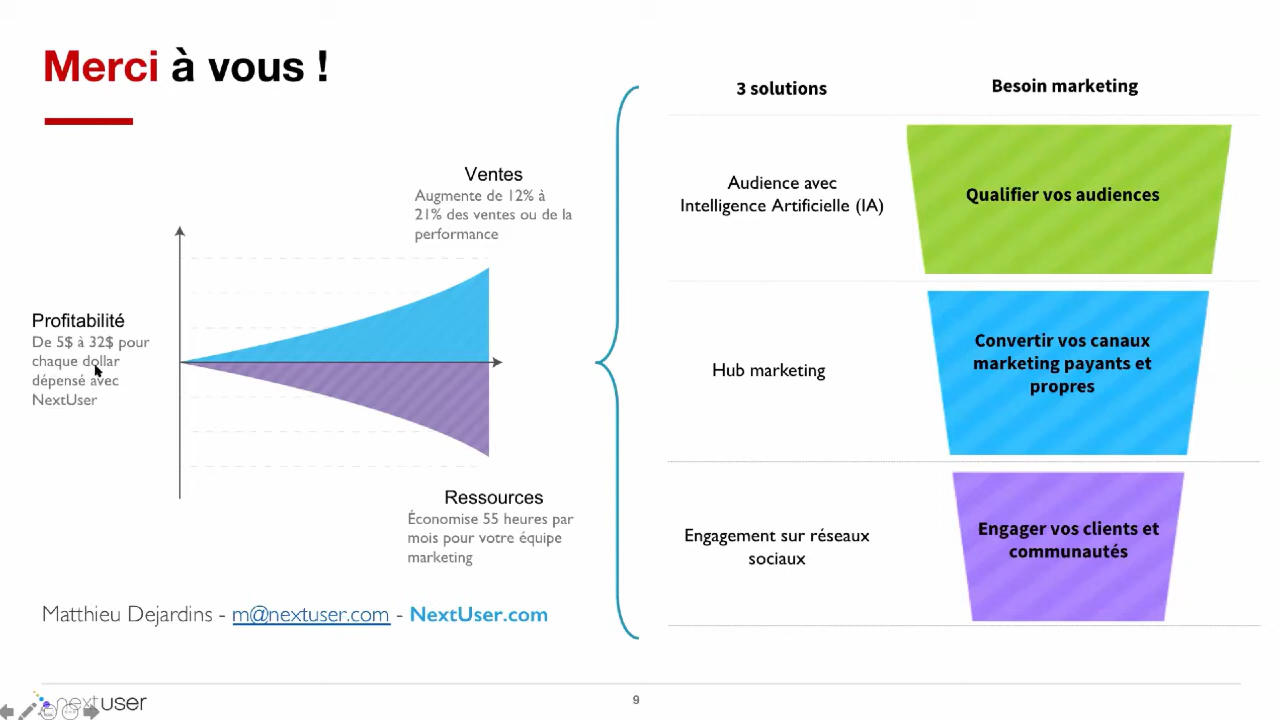 Merci à vous !
Ventes
Augmente de 12% à
21% des ventes ou de la
performance
Profitabilité
De 5$ à 32$ pour
chaque dollar
dépensé avec
NextUser
Ressources
Économise 55 heures par
mois pour votre équipe
marketing
Matthieu Dejardins - m@nextuser.com - NextUser.com
3 solutions
Besoin marketing
Audience avec
Intelligence Artificielle (IA)
Qualifier vos audiences
Hub marketing
Convertir vos canaux
marketing payants et
propres
Engagement sur réseaux
sociaux
Engager vos clients et
communautés
nextuser
9